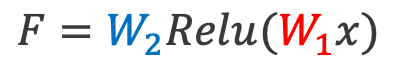 F = W₂Relu(W₁x)